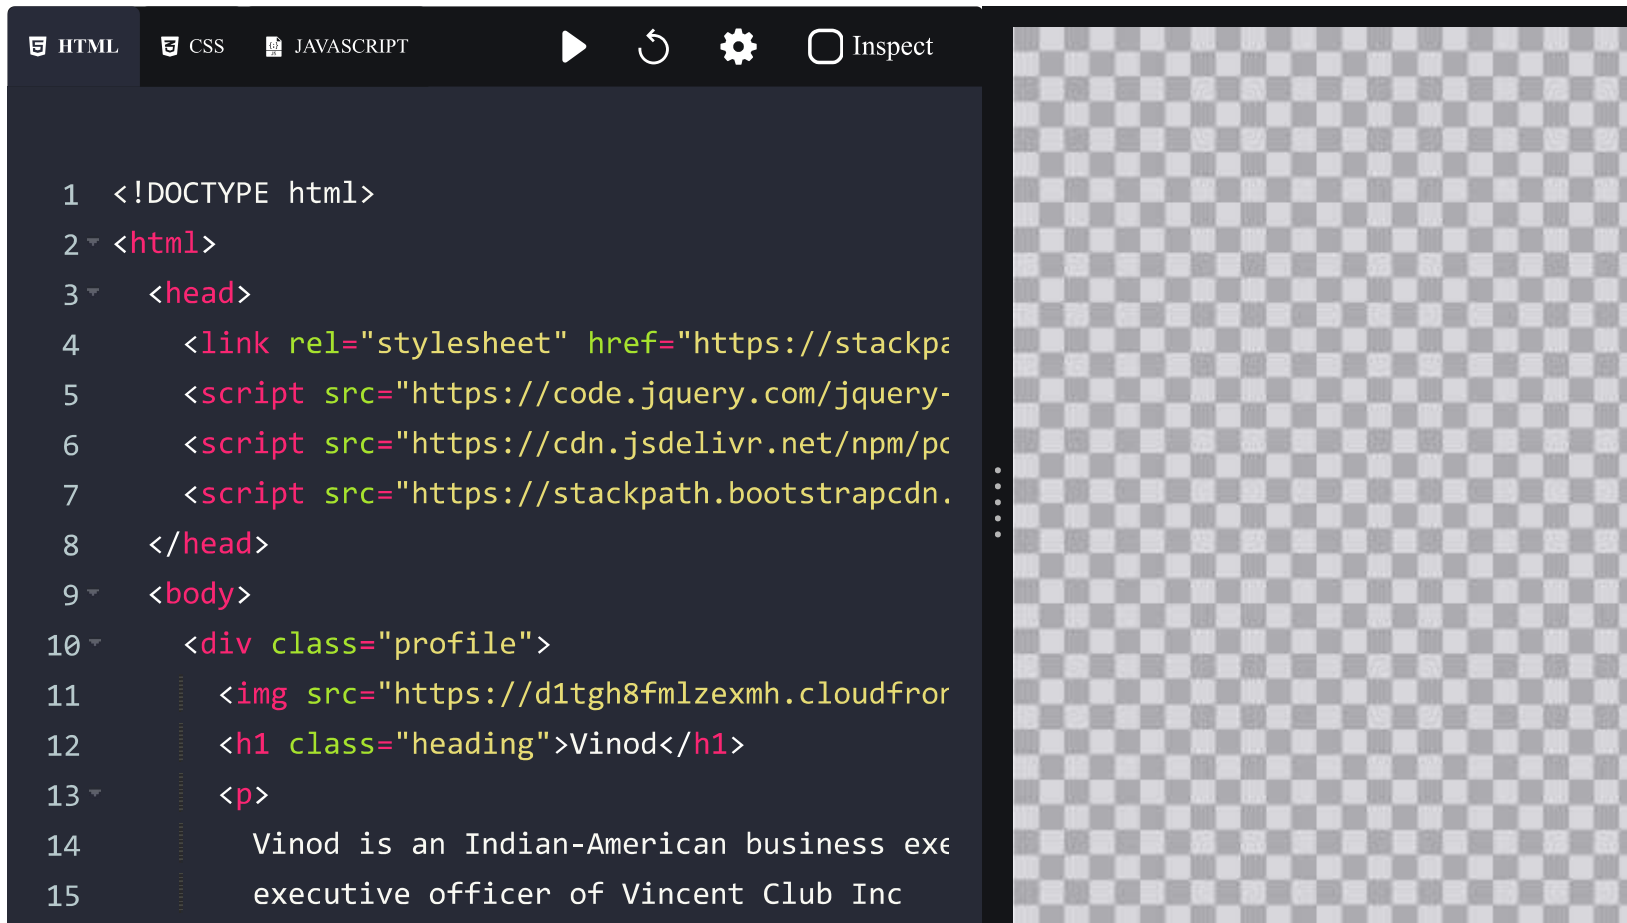 HTML CSS JAVASCRIPT Inspect
1 <!DOCTYPE html>
2 <html>
3 <head>
4 <link rel="stylesheet" href="https://stackpa
5 <script src="https://code.jquery.com/jquery-
6 <script src="https://cdn.jsdelivr.net/npm/po
7 <script src="https://stackpath.bootstrapcdn.
8 </head>
9 <body>
10 <div class="profile">
11 <img src="https://d1tgh8fmlzexmh.cloudfron
12 <h1 class="heading">Vinod</h1>
13 <p>
14 Vinod is an Indian-American business exe
15 executive officer of Vincent Club Inc